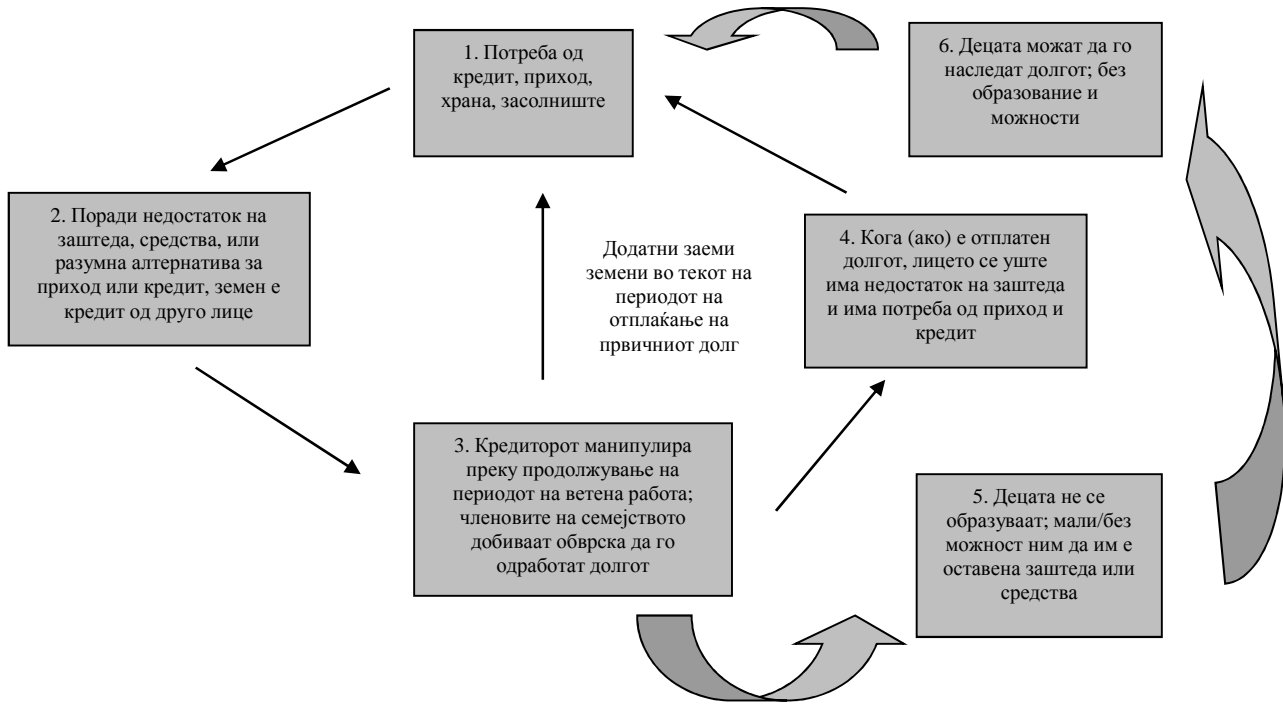 1. Потреба од
кредит, приход,
храна, засолниште
6. Децата можат да го
наследат долгот; без
образование и
можности
2. Поради недостаток на
заштеда, средства, или
разумна алтернатива за
приход или кредит, земен е
кредит од друго лице
Додатни заеми
земени во текот на
периодот на
отплаќање на
првичниот долг
4. Кога (ако) е отплатен
долгот, лицето се уште
има недостаток на заштеда
и има потреба од приход и
кредит
3. Кредиторот манипулира
преку продолжување на
периодот на ветена работа;
членовите на семејството
добиваат обврска да го
одработат долгот
5. Децата не се
образуваат; мали/без
можност ним да им е
оставена заштеда или
средства